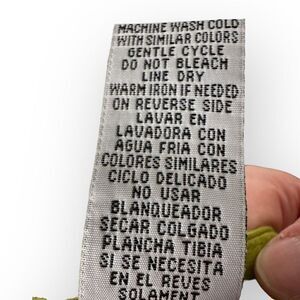 MACHINE WASH COLD
WITH SIMILAR COLORS
GENTLE CYCLE
DO NOT BLEACH
LINE DRY
WARM IRON IF NEEDED
ON REVERSE SIDE
LAVAR EN
LAVADORA CON
AGUA FRIA CON
COLORES SIMILARES
CICLO DELICADO
NO USAR
BLANQUEADOR
SECAR COLGADO
PLANCHA TIBIA
SI SE NECESITA
EN EL REVES
SOLAMENT